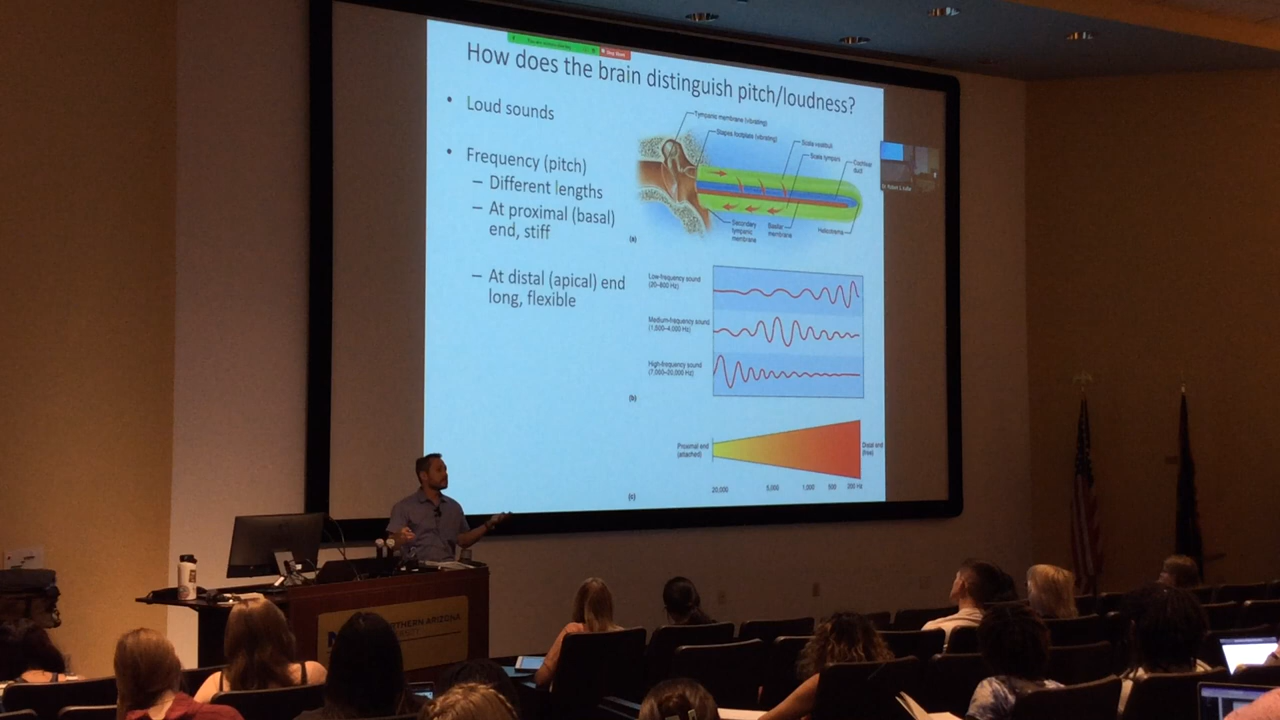 How does the brain distinguish pitch/loudness?
• Loud sounds
• Frequency (pitch)
– Different lengths
– At proximal (basal)
end, stiff
– At distal (apical) end
long, flexible
Tympanic membrane (vibrating)
Stapes footplate (vibrating)
Scala vestibuli
Scala tympani
Cochlear
duct
Secondary
tympanic
membrane
Basilar
membrane
Helicotrema
(a)
Low-frequency sound
(20–800 Hz)
Medium-frequency sound
(1,500–4,000 Hz)
High-frequency sound
(7,000–20,000 Hz)
(b)
Proximal end
(attached)
Distal end
(free)
20,000 5,000 1,000 500 200 Hz
(c)
NORTHERN ARIZONA